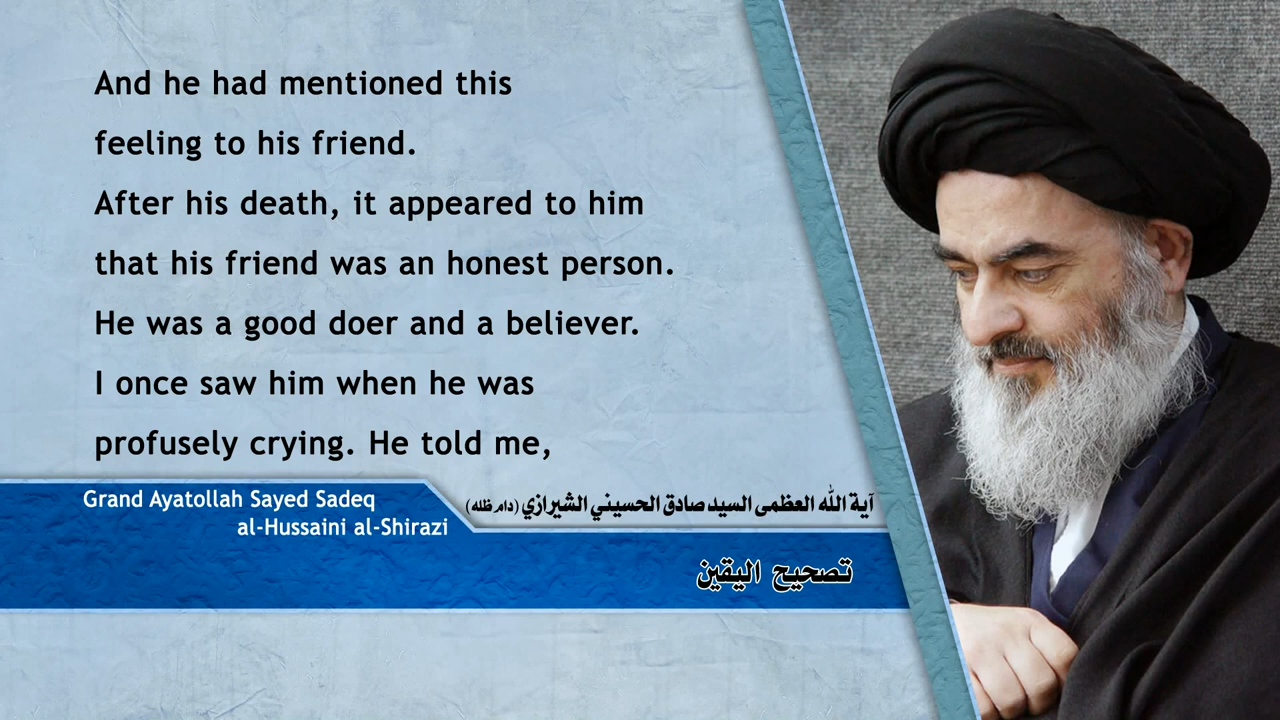 And he had mentioned this
feeling to his friend.
After his death, it appeared to him
that his friend was an honest person.
He was a good doer and a believer.
I once saw him when he was
profusely crying. He told me,
Grand Ayatollah Sayed Sadeq
al-Hussaini al-Shirazi
آية الله العظمى السيد صادق الحسيني الشيرازي (دام ظله)
تصحيح اليقين